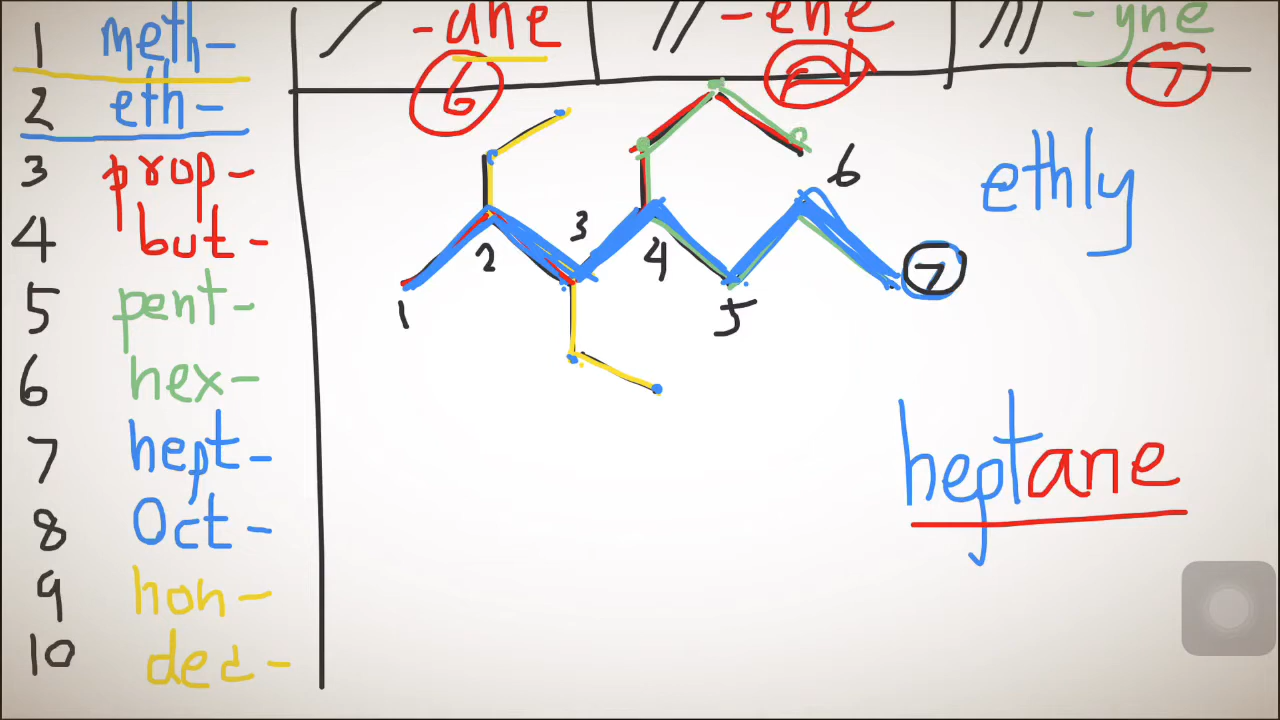 1 meth-
2 eth-
3 prop-
4 but-
5 pent-
6 hex-
7 hept-
8 Oct-
9 non-
10 dec-
-ane
-ene
-yne
6
7
1
2
3
4
5
6
7
ethly
heptane